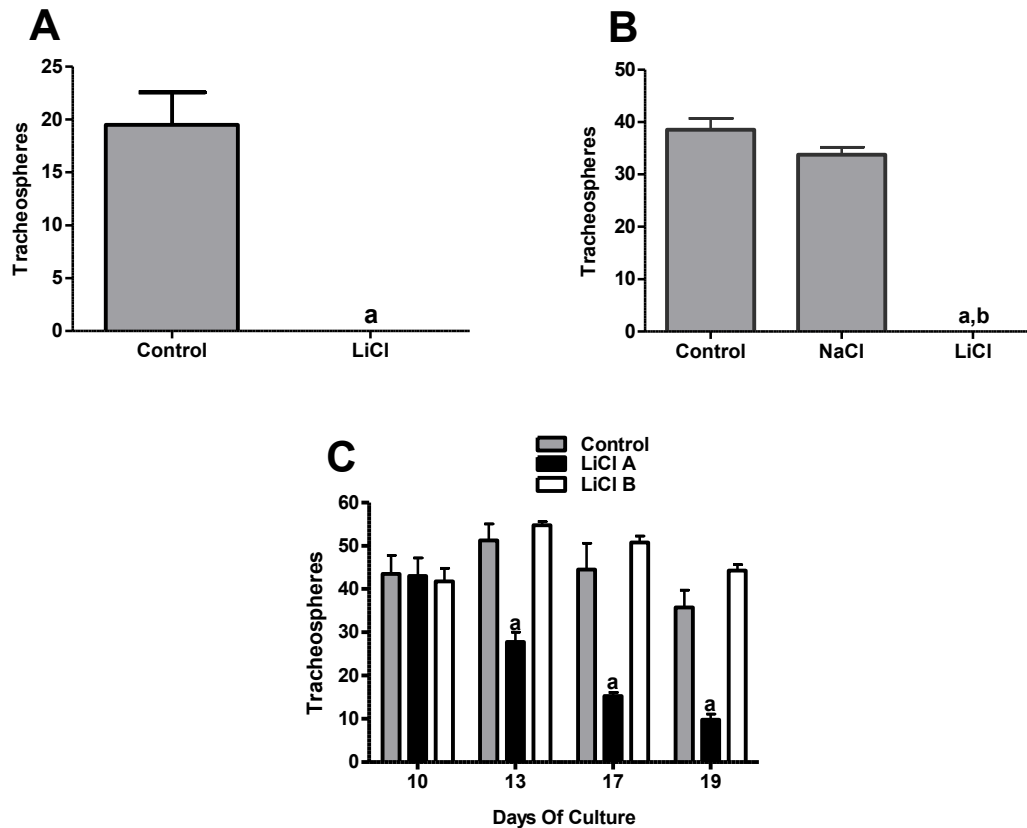 A
25
20
15
10
5
0
Tracheospheres
a
Control LiCl
B
50
40
30
20
10
0
Tracheospheres
a,b
Control NaCl LiCl
C
Control
LiCl A
LiCl B
60
50
40
30
20
10
0
Tracheospheres
a
a
a
10 13 17 19
Days Of Culture